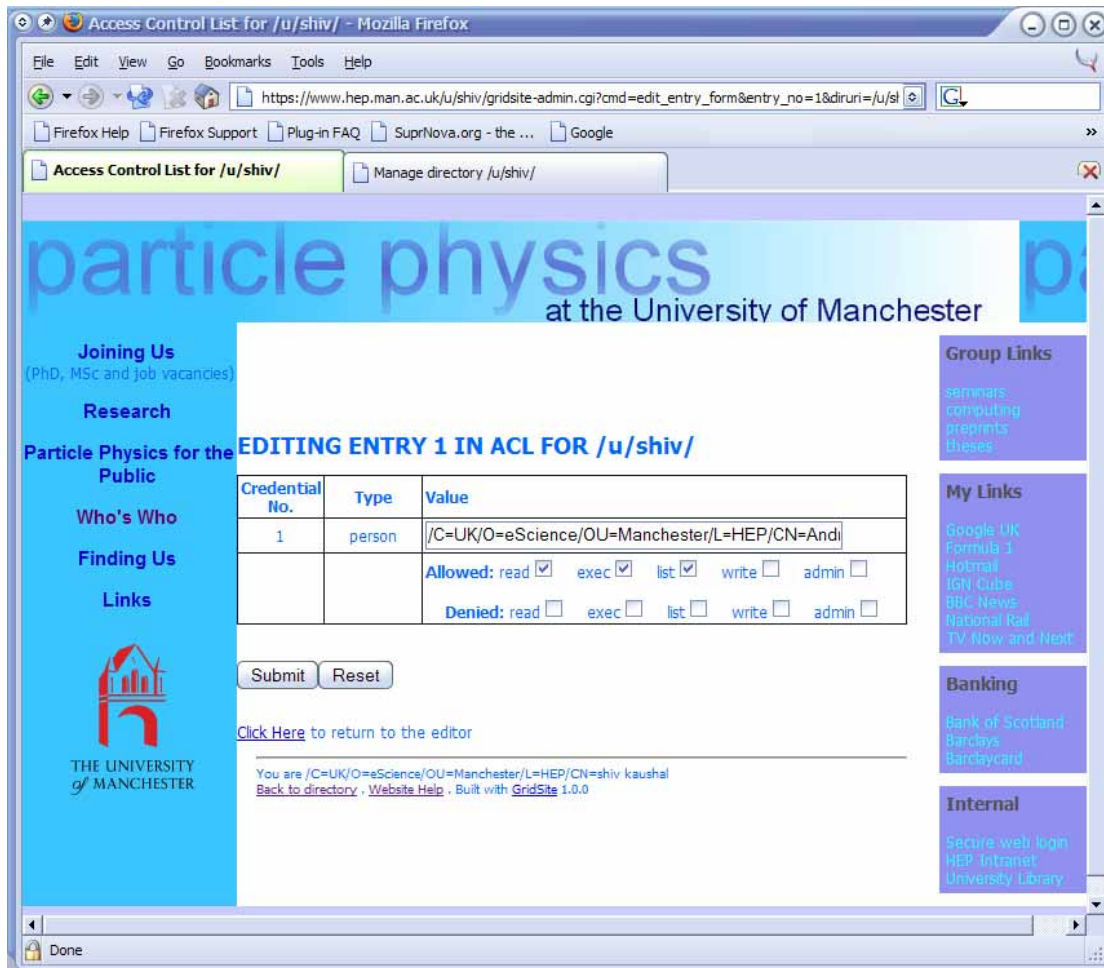 Access Control List for /u/shiv/ - Mozilla Firefox
File Edit View Go Bookmarks Tools Help
https://www.hep.man.ac.uk/u/shiv/gridsite-admin.cgi?cmd=edit_entry_form&entry_no=1&diruri=/u/sh
G
Firefox Help Firefox Support Plug-in FAQ SuprNova.org - the ... Google »
Access Control List for /u/shiv/ Manage directory /u/shiv/
particle physics
pa
at the University of Manchester
Joining Us
(PhD, MSc and job vacancies)
Research
Particle Physics for the
Public
Who's Who
Finding Us
Links
THE UNIVERSITY
of MANCHESTER
EDITING ENTRY 1 IN ACL FOR /u/shiv/
Credential No. Type Value
1 person /C=UK/O=eScience/OU=Manchester/L=HEP/CN=Andr
Allowed: read exec list write admin
Denied: read exec list write admin
Submit Reset
Click Here to return to the editor
You are /C=UK/O=eScience/OU=Manchester/L=HEP/CN=shiv kaushal
Back to directory . Website Help . Built with GridSite 1.0.0
Group Links
seminars
computing
preprints
theses
My Links
Google UK
Formula 1
Hotmail
IGN Cube
BBC News
National Rail
TV Now and Next
Banking
Bank of Scotland
Barclays
Barclaycard
Internal
Secure web login
HEP Intranet
University Library
Done